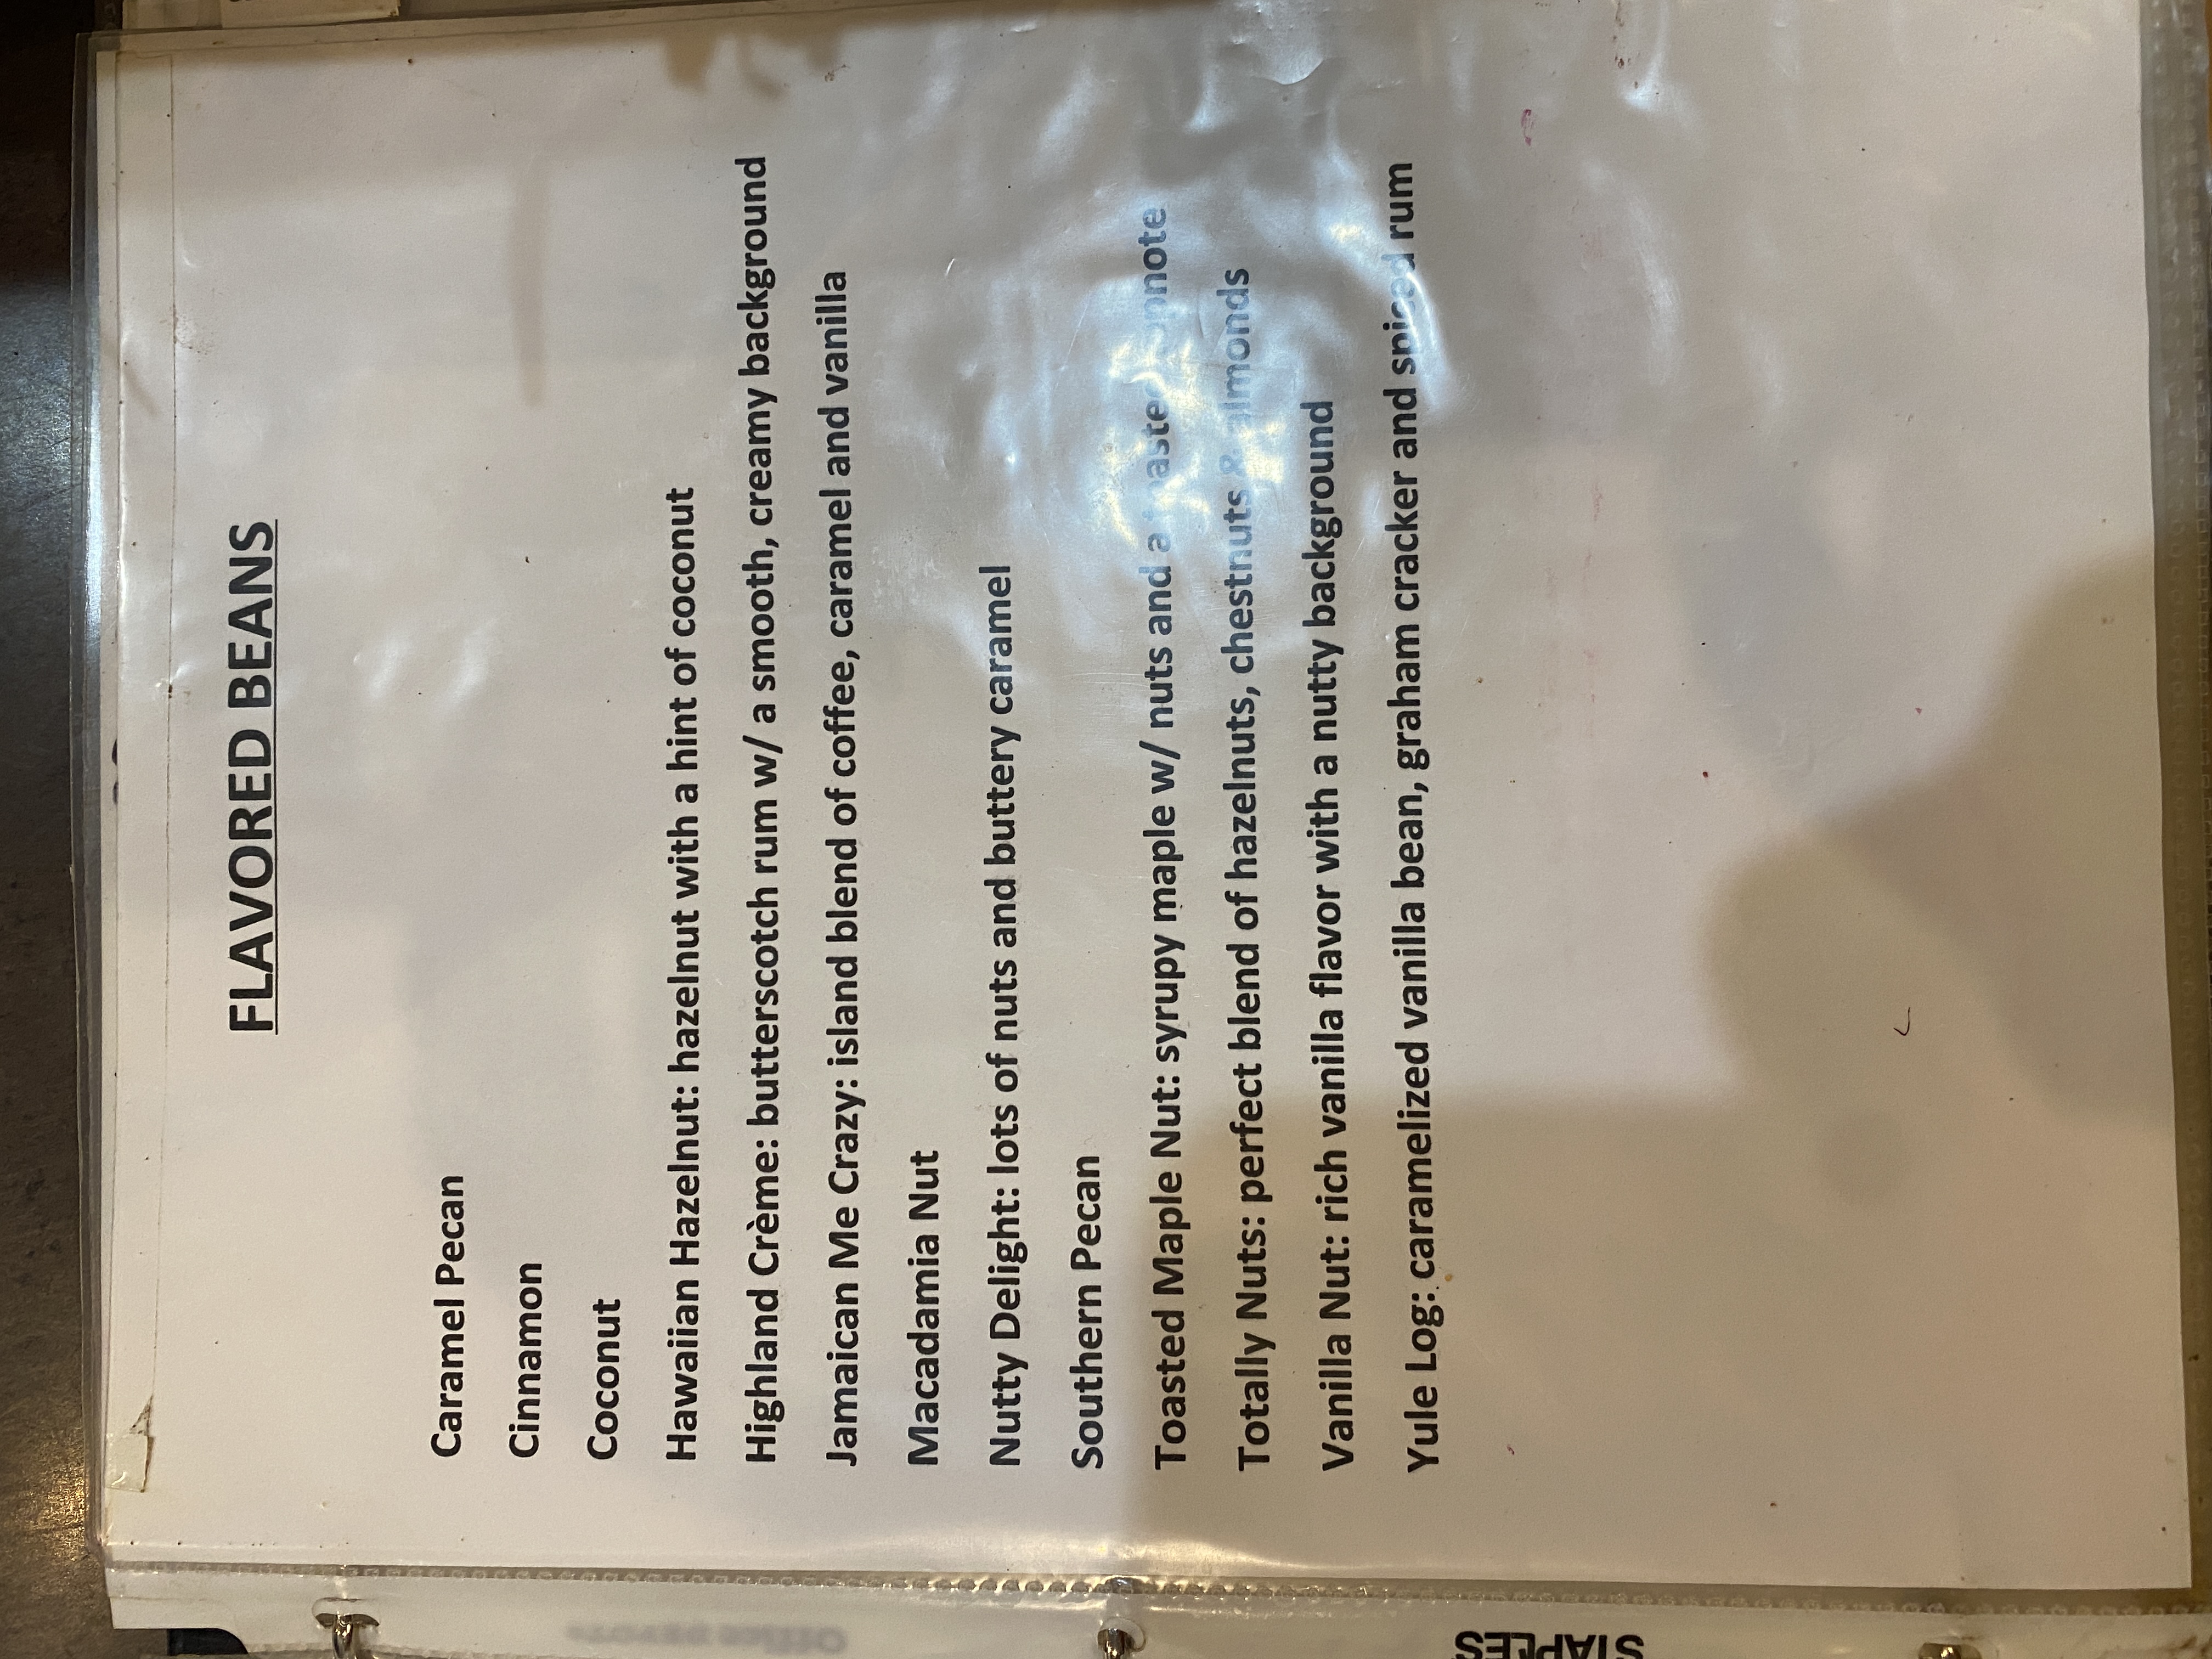 FLAVORED BEANS
Caramel Pecan
Cinnamon
Coconut
Hawaiian Hazelnut: hazelnut with a hint of coconut
Highland Crème: butterscotch rum w/ a smooth, creamy background
Jamaican Me Crazy: island blend of coffee, caramel and vanilla
Macadamia Nut
Nutty Delight: lots of nuts and buttery caramel
Southern Pecan
Toasted Maple Nut: syrupy maple w/ nuts and a toasted topnote
Totally Nuts: perfect blend of hazelnuts, chestnuts & almonds
Vanilla Nut: rich vanilla flavor with a nutty background
Yule Log: caramelized vanilla bean, graham cracker and spiced rum
STAPLES